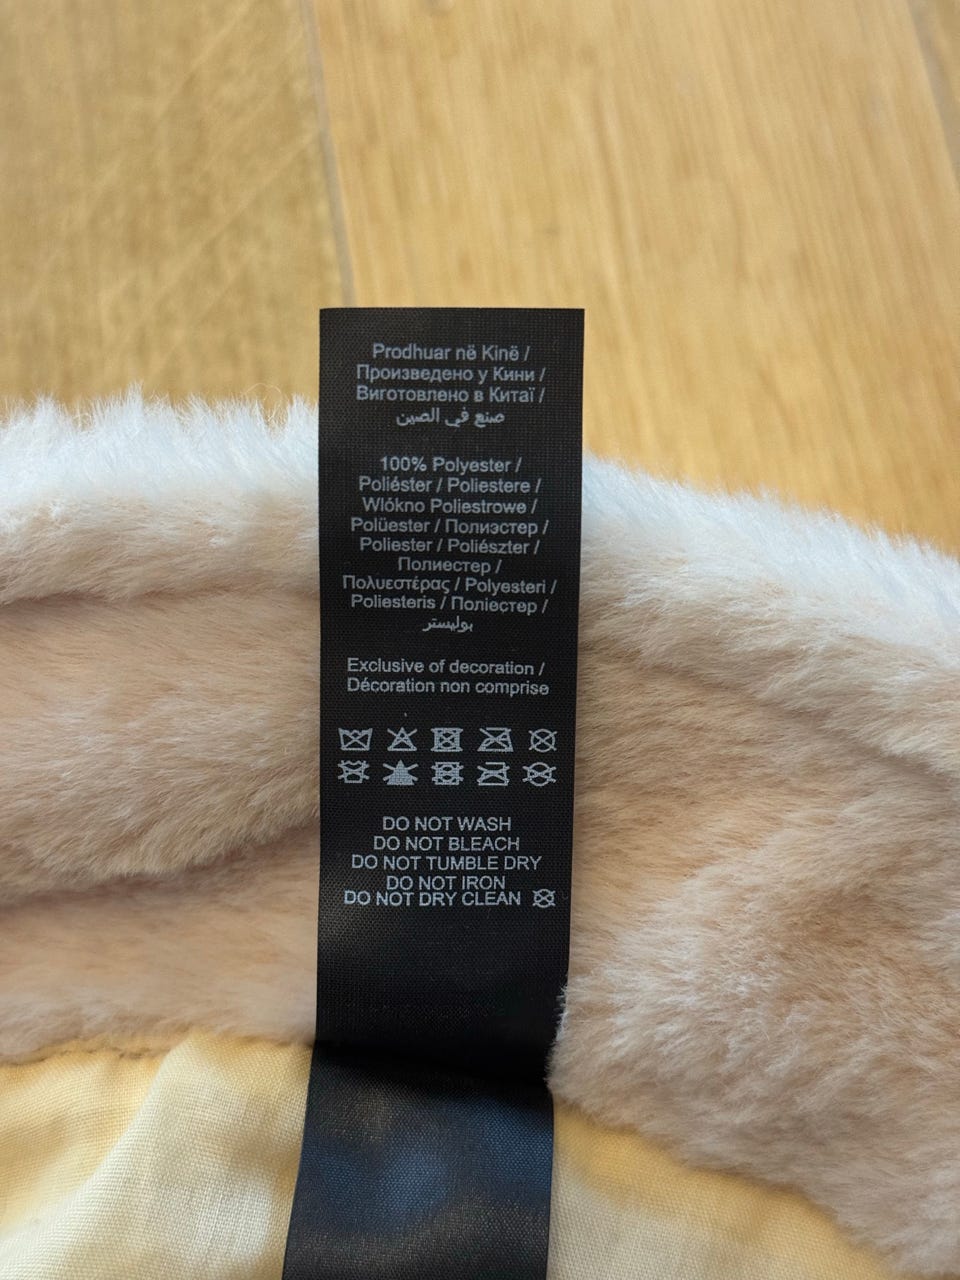 Prodhuar në Kinë /
Произведено у Кини /
Виготовлено в Китаї /
صنع في الصين
100% Polyester /
Poliéster / Poliestere /
Wlókno Poliestrowe /
Polüester / Полиэстер /
Poliester / Poliészter /
Полиестер /
Πολυεστέρας / Polyesteri /
Poliesteris / Поліестер /
بوليستر
Exclusive of decoration /
Décoration non comprise
DO NOT WASH
DO NOT BLEACH
DO NOT TUMBLE DRY
DO NOT IRON
DO NOT DRY CLEAN